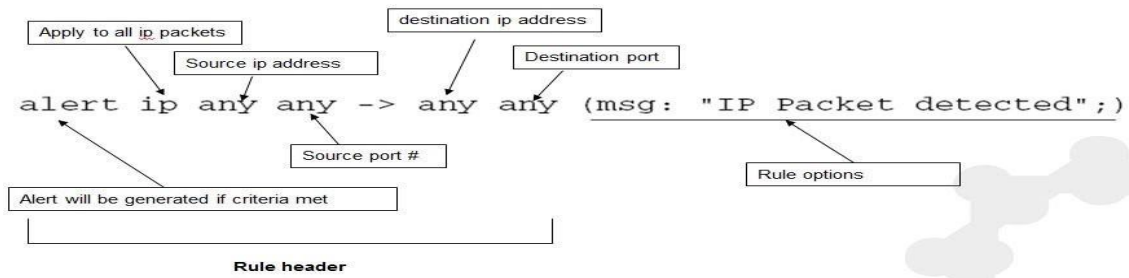 destination ip address
Apply to all ip packets
Destination port
Source ip address
alert ip any any -> any any (msg: "IP Packet detected";)
Source port #
Rule options
Alert will be generated if criteria met
Rule header